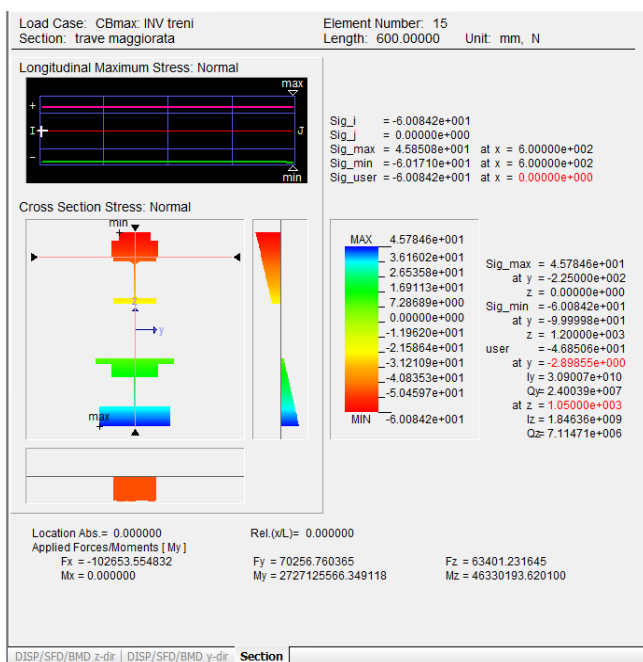 Load Case: CBmax: INV treni Element Number: 15
Section: trave maggiorata Length: 600.00000 Unit: mm, N
Longitudinal Maximum Stress: Normal
max
+
I
J
-
min
Sig_i =-6.00842e+001
Sig_j = 0.00000e+000
Sig_max = 4.58508e+001 at x = 6.00000e+002
Sig_min =-6.01710e+001 at x = 6.00000e+002
Sig_user =-6.00842e+001 at x = 0.00000e+000
Cross Section Stress: Normal
min
z
y
max
MAX 4.57846e+001
3.61602e+001
2.65358e+001
1.69113e+001
7.28689e+000
0.00000e+000
-1.19620e+001
-2.15864e+001
-3.12109e+001
-4.08353e+001
-5.04597e+001
MIN -6.00842e+001
Sig_max = 4.57846e+001
at y =-2.25000e+002
z = 0.00000e+000
Sig_min =-6.00842e+001
at y =-9.99998e+001
z = 1.20000e+003
user =-4.68506e+001
at y =-2.89855e+000
Iy= 3.09007e+010
Qy= 2.40039e+007
at z = 1.05000e+003
Iz= 1.84636e+009
Qz= 7.11471e+006
Location Abs.= 0.000000 Rel.(x/L)= 0.000000
Applied Forces/Moments [ My ]
Fx = -102653.554832 Fy = 70256.760365 Fz = 63401.231645
Mx = 0.000000 My = 2727125566.349118 Mz = 46330193.620100
DISP/SFD/BMD z-dir | DISP/SFD/BMD y-dir Section